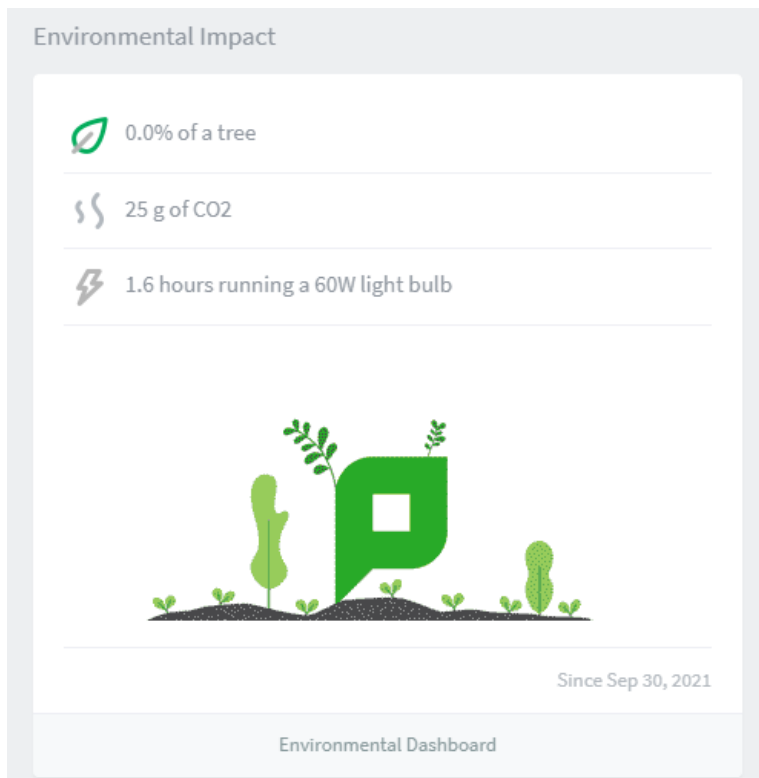 Environmental Impact
0.0% of a tree
25 g of CO2
1.6 hours running a 60W light bulb
Since Sep 30, 2021
Environmental Dashboard